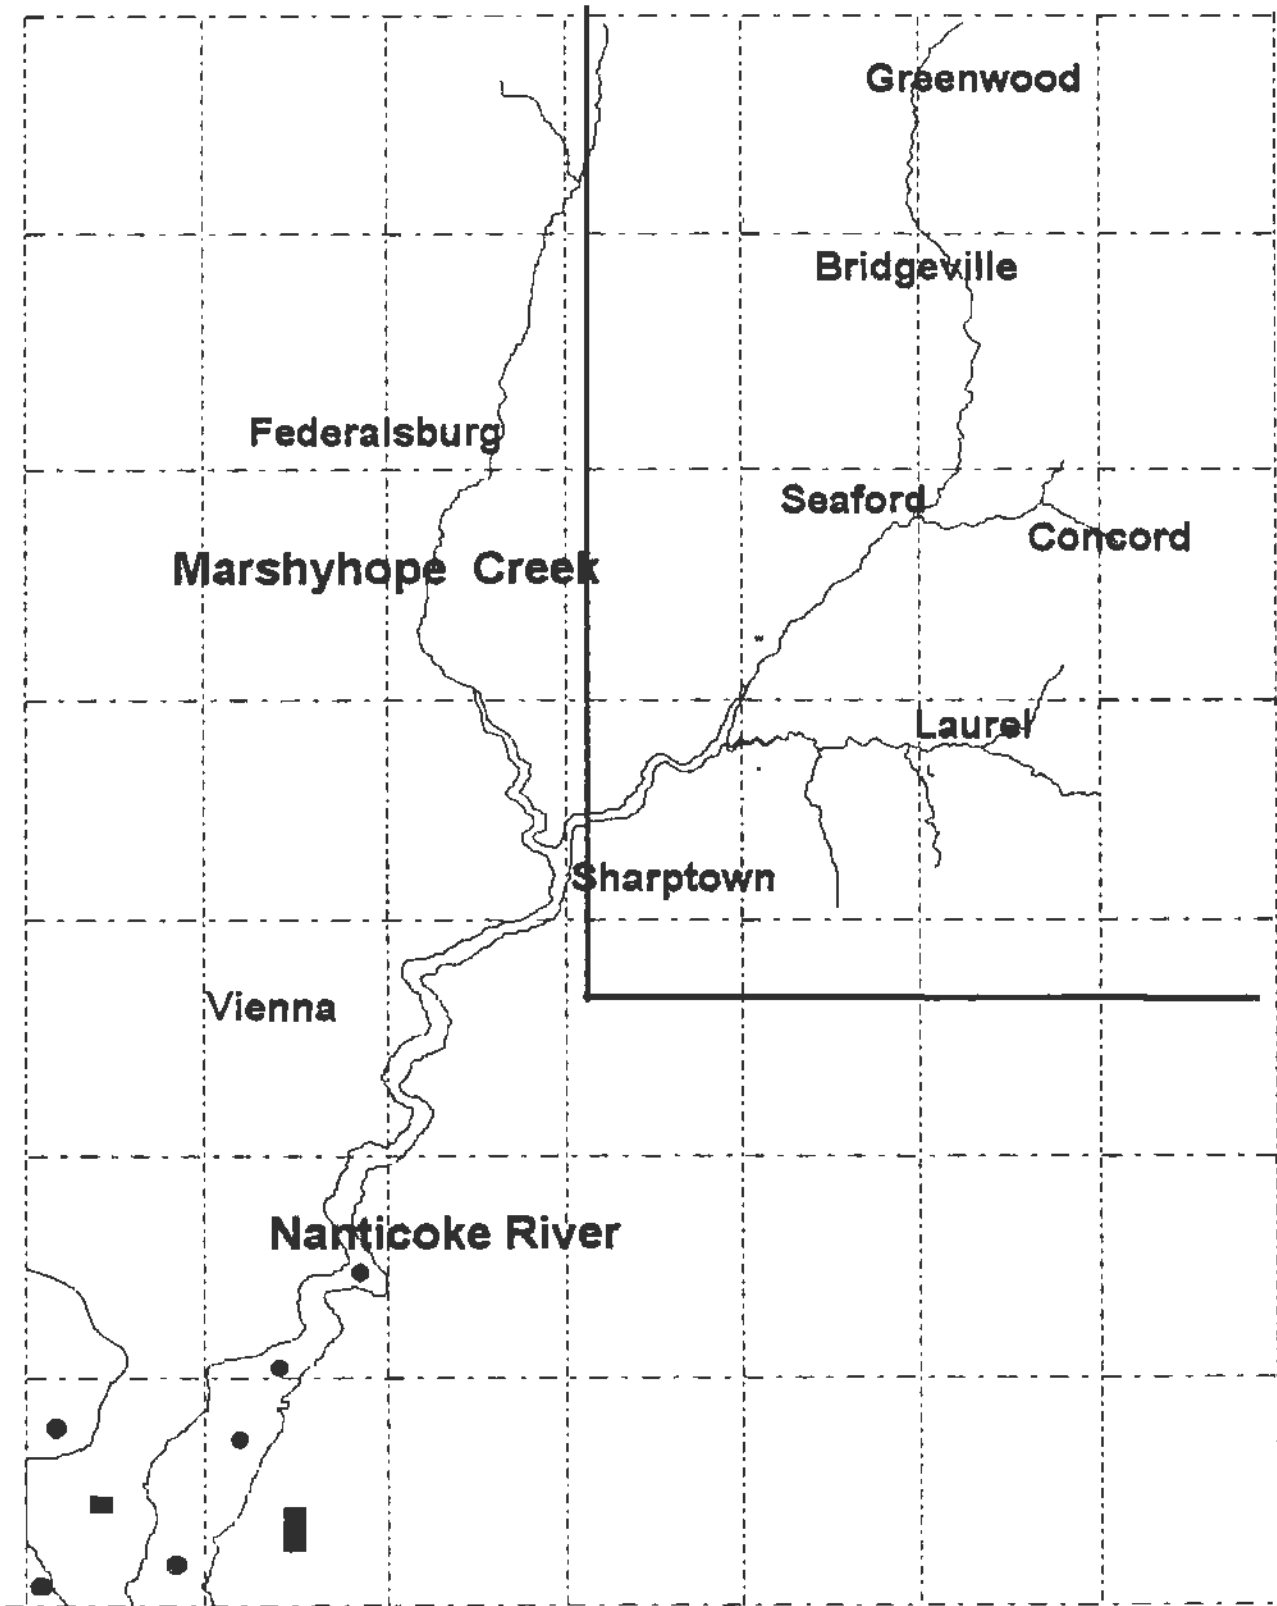 Greenwood
Bridgeville
Federalsburg
Seaford
Concord
Marshyhope Creek
Laurel
Sharptown
Vienna
Nanticoke River